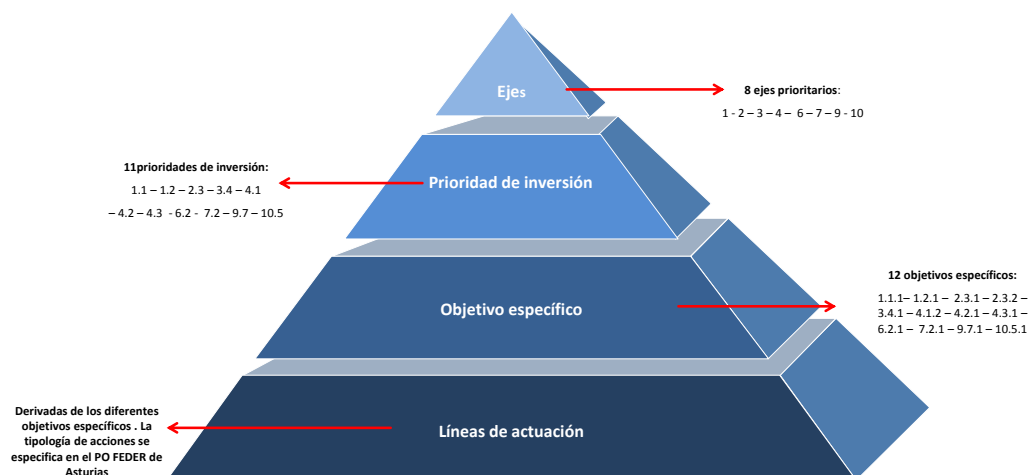 Ejes
8 ejes prioritarios:
1 - 2 – 3 – 4 – 6 – 7 – 9 - 10
11prioridades de inversión:
1.1 – 1.2 – 2.3 – 3.4 – 4.1
– 4.2 – 4.3 - 6.2 - 7.2 – 9.7 – 10.5
Prioridad de inversión
12 objetivos específicos:
1.1.1– 1.2.1 – 2.3.1 – 2.3.2 –
3.4.1 – 4.1.2 – 4.2.1 – 4.3.1 –
6.2.1 – 7.2.1 – 9.7.1 – 10.5.1
Objetivo específico
Derivadas de los diferentes
objetivos específicos . La
tipología de acciones se
especifica en el PO FEDER de
Asturias
Líneas de actuación